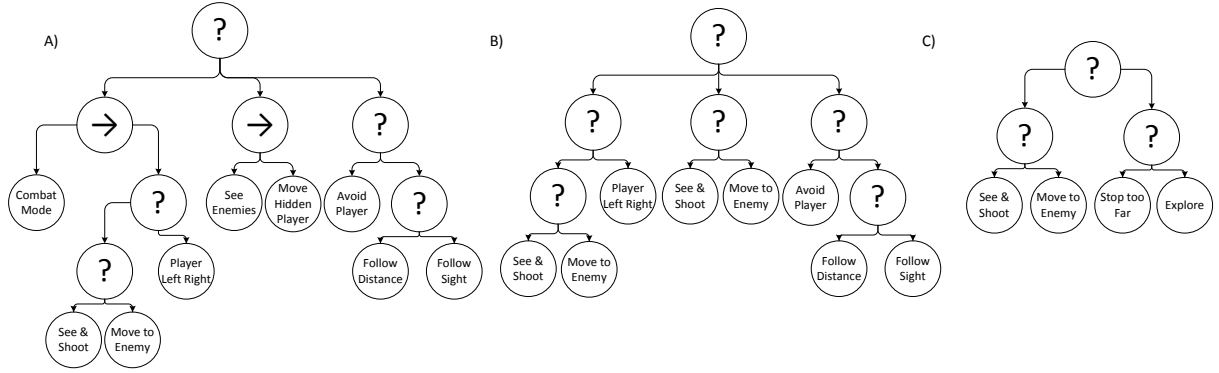 A)
?
→
→
?
Combat
Mode
?
See
Enemies
Move
Hidden
Player
Avoid
Player
?
?
Player
Left Right
Follow
Distance
Follow
Sight
See &
Shoot
Move to
Enemy
B)
?
?
?
?
?
Player
Left Right
See &
Shoot
Move to
Enemy
Avoid
Player
?
See &
Shoot
Move to
Enemy
Follow
Distance
Follow
Sight
C)
?
?
?
See &
Shoot
Move to
Enemy
Stop too
Far
Explore